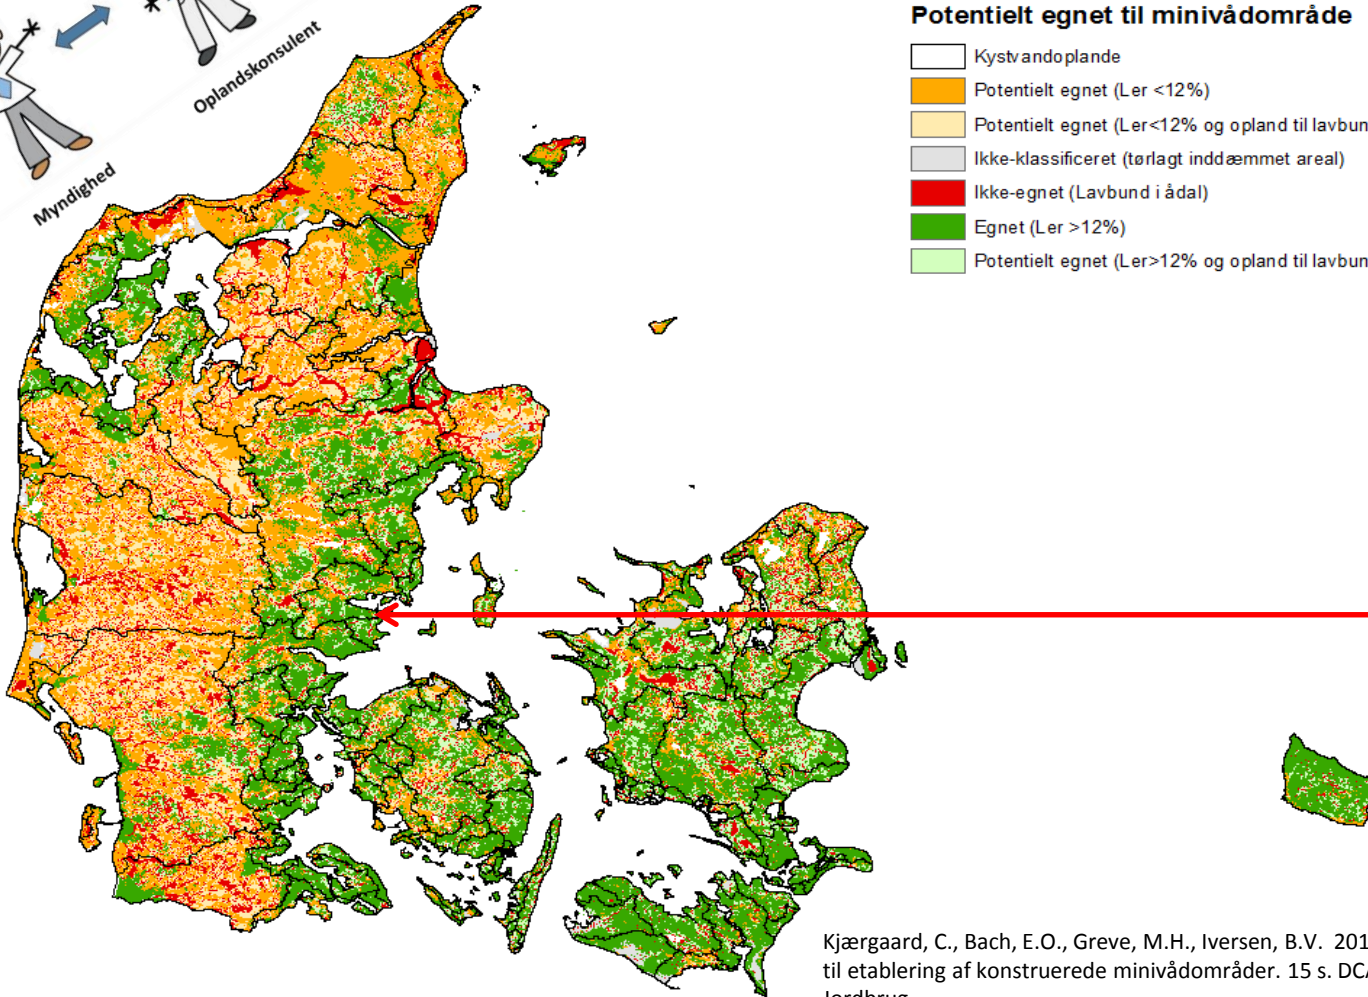 Oplandskonsulent
Myndighed
Potentielt egnet til minivådområde
Kystvandoplande
Potentielt egnet (Ler <12%)
Potentielt egnet (Ler<12% og opland til lavbun
Ikke-klassificeret (tørlagt inddæmmet areal)
Ikke-egnet (Lavbund i ådal)
Egnet (Ler >12%)
Potentielt egnet (Ler>12% og opland til lavbun
Kjærgaard, C., Bach, E.O., Greve, M.H., Iversen, B.V. 201
til etablering af konstruerede minivådområder. 15 s. DCA
Jordbrug